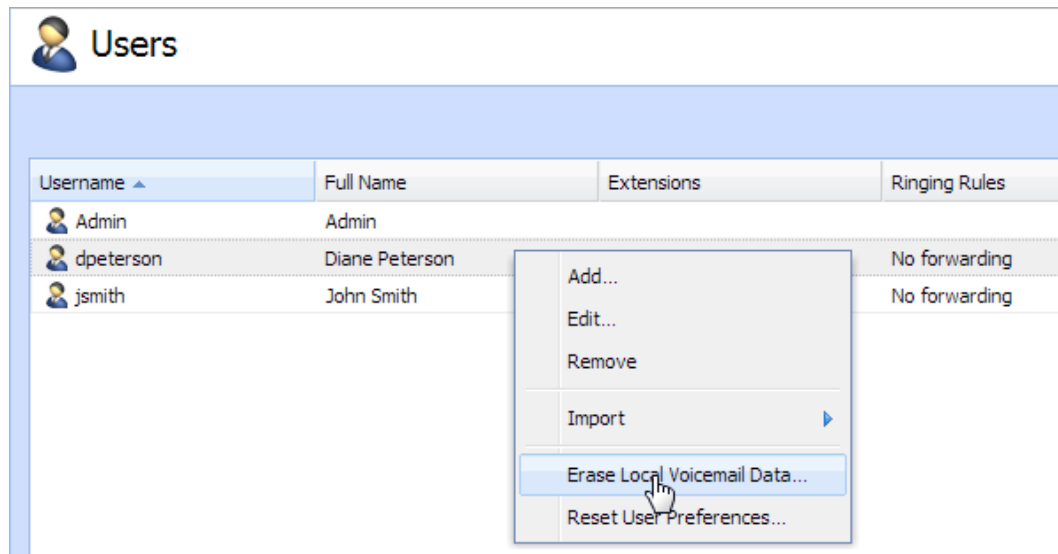 Users
Username Full Name Extensions Ringing Rules
Admin Admin
dpeterson Diane Peterson No forwarding
jsmith John Smith No forwarding
Add...
Edit...
Remove
Import
Erase Local Voicemail Data...
Reset User Preferences...